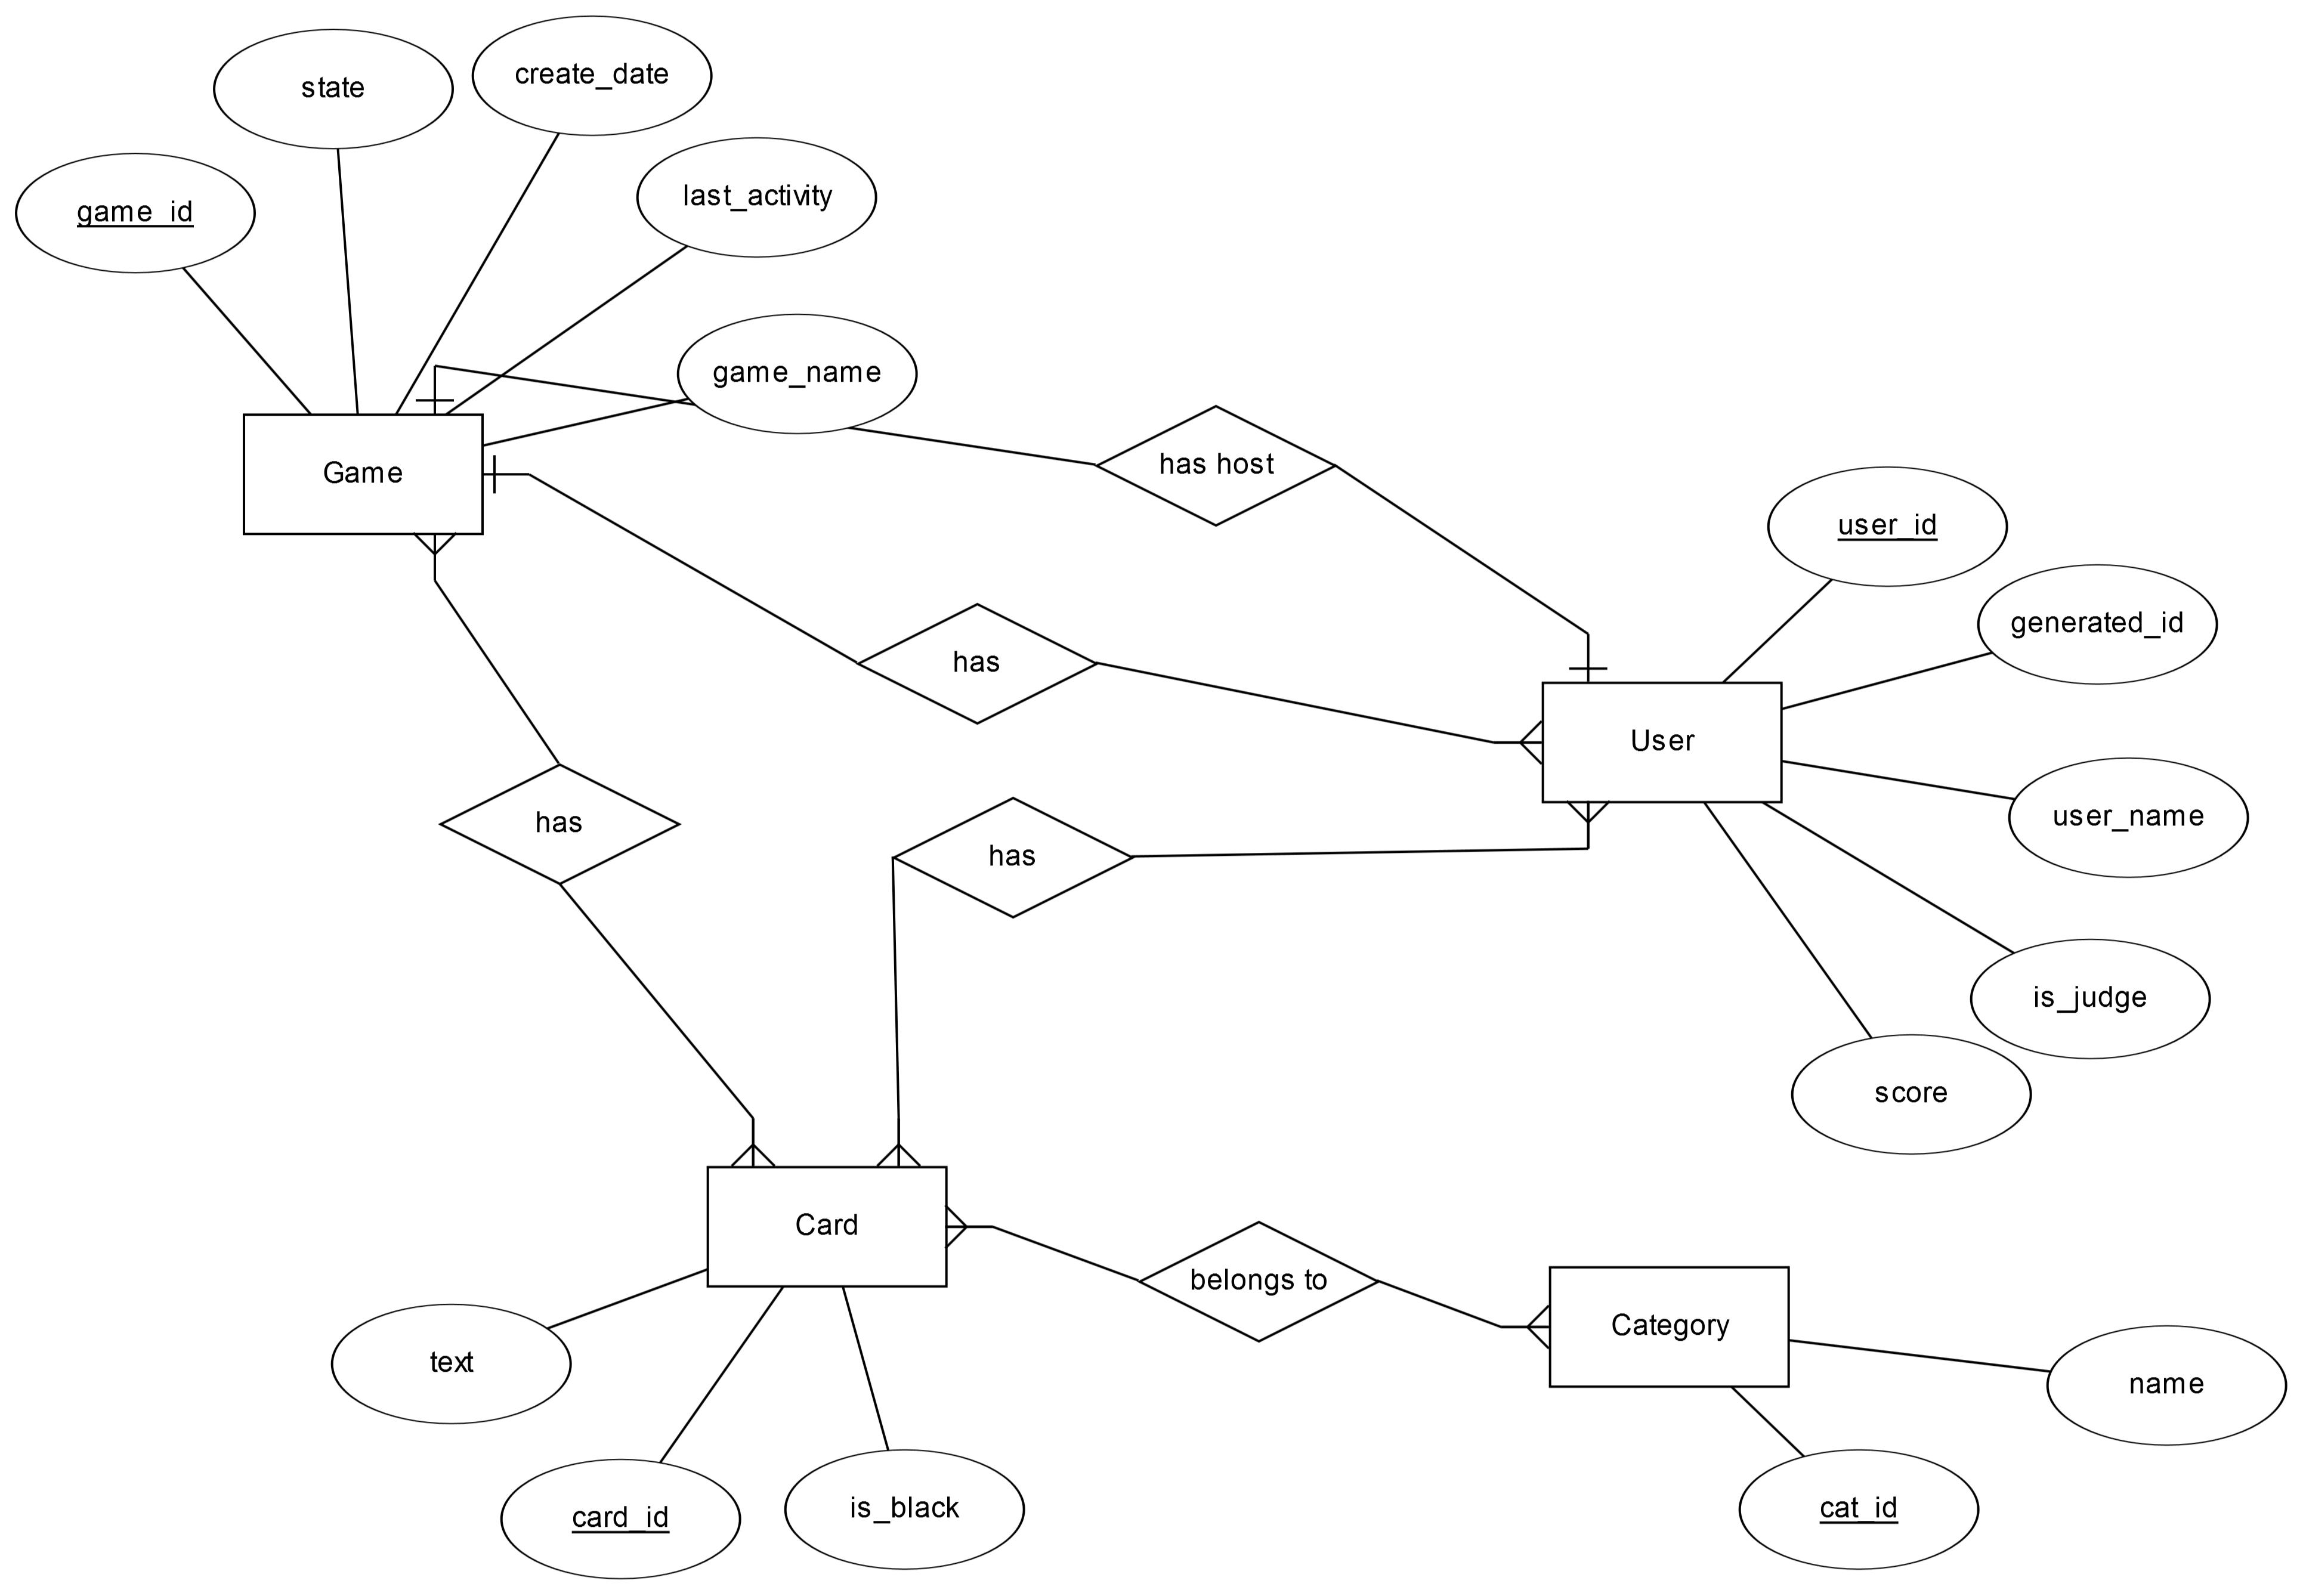 create_date
state
last_activity
game_id
game_name
has host
Game
user_id
generated_id
has
User
user_name
has
has
is_judge
score
Card
belongs to
Category
text
name
card_id
is_black
cat_id